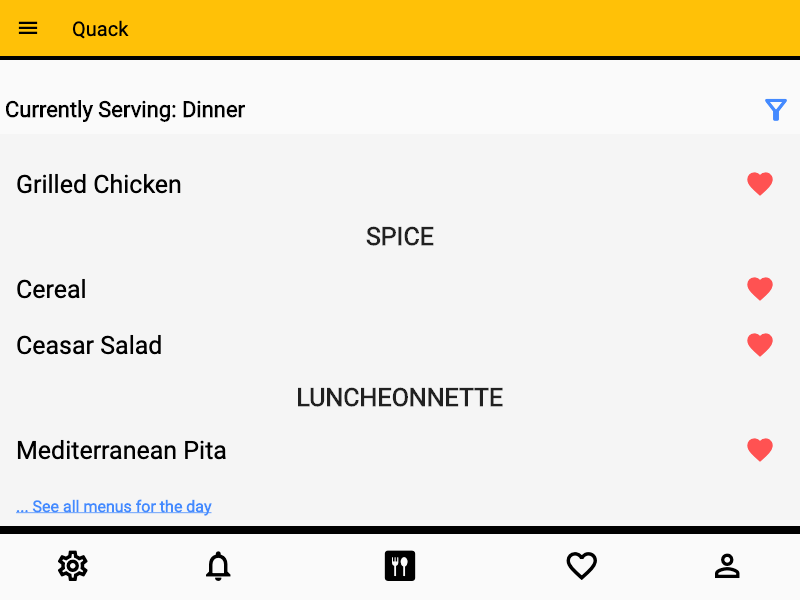 Quack
Currently Serving: Dinner
Grilled Chicken
SPICE
Cereal
Ceasar Salad
LUNCHEONNETTE
Mediterranean Pita
... See all menus for the day